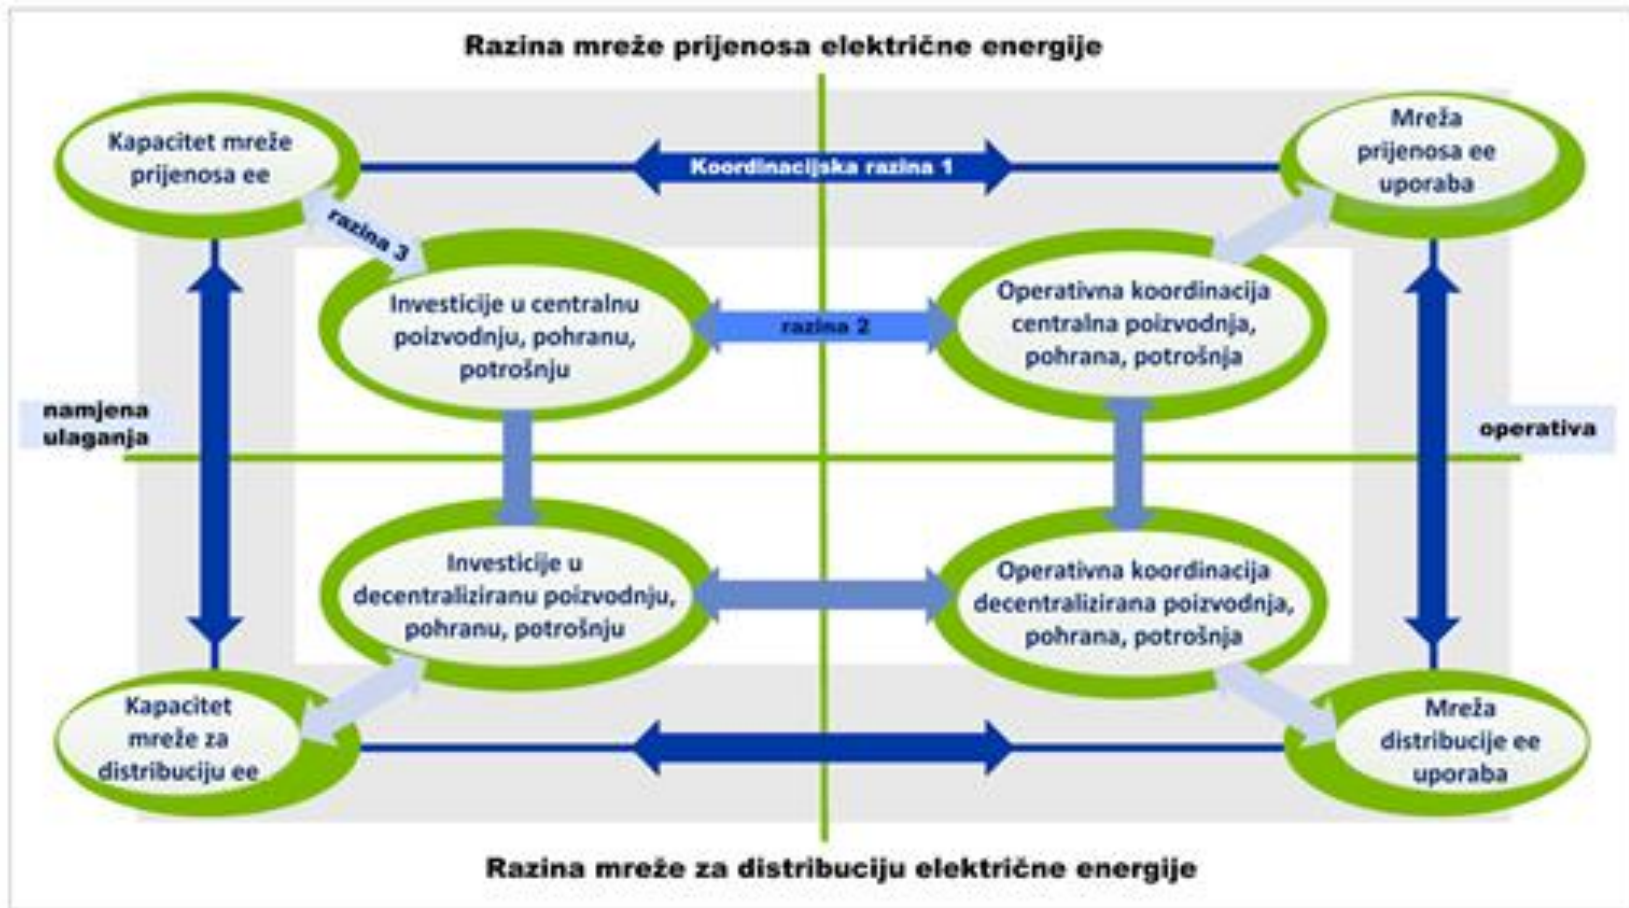 Razina mreže prijenosa električne energije
Kapacitet mreže
prijenosa ee
Koordinacijska razina 1
Mreža
prijenosa ee
uporaba
razina 3
Investicije u centralnu
poizvodnju, pohranu,
potrošnju
razina 2
Operativna koordinacija
centralna poizvodnja,
pohrana, potrošnja
namjena
ulaganja
operativa
Investicije u
decentraliziranu poizvodnju,
pohranu, potrošnju
Operativna koordinacija
decentralizirana poizvodnja,
pohrana, potrošnja
Kapacitet
mreže za
distribuciju ee
Mreža
distribucije ee
uporaba
Razina mreže za distribuciju električne energije